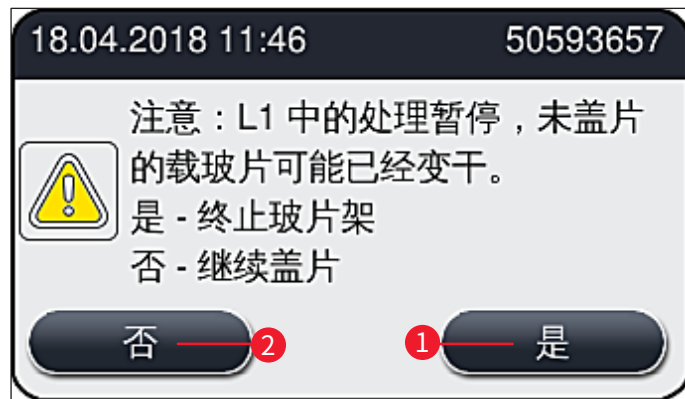 18.04.2018 11:46 50593657
注意：L1 中的处理暂停，未盖片
的载玻片可能已经变干。
是 - 终止玻片架
否 - 继续盖片
否 2 1 是